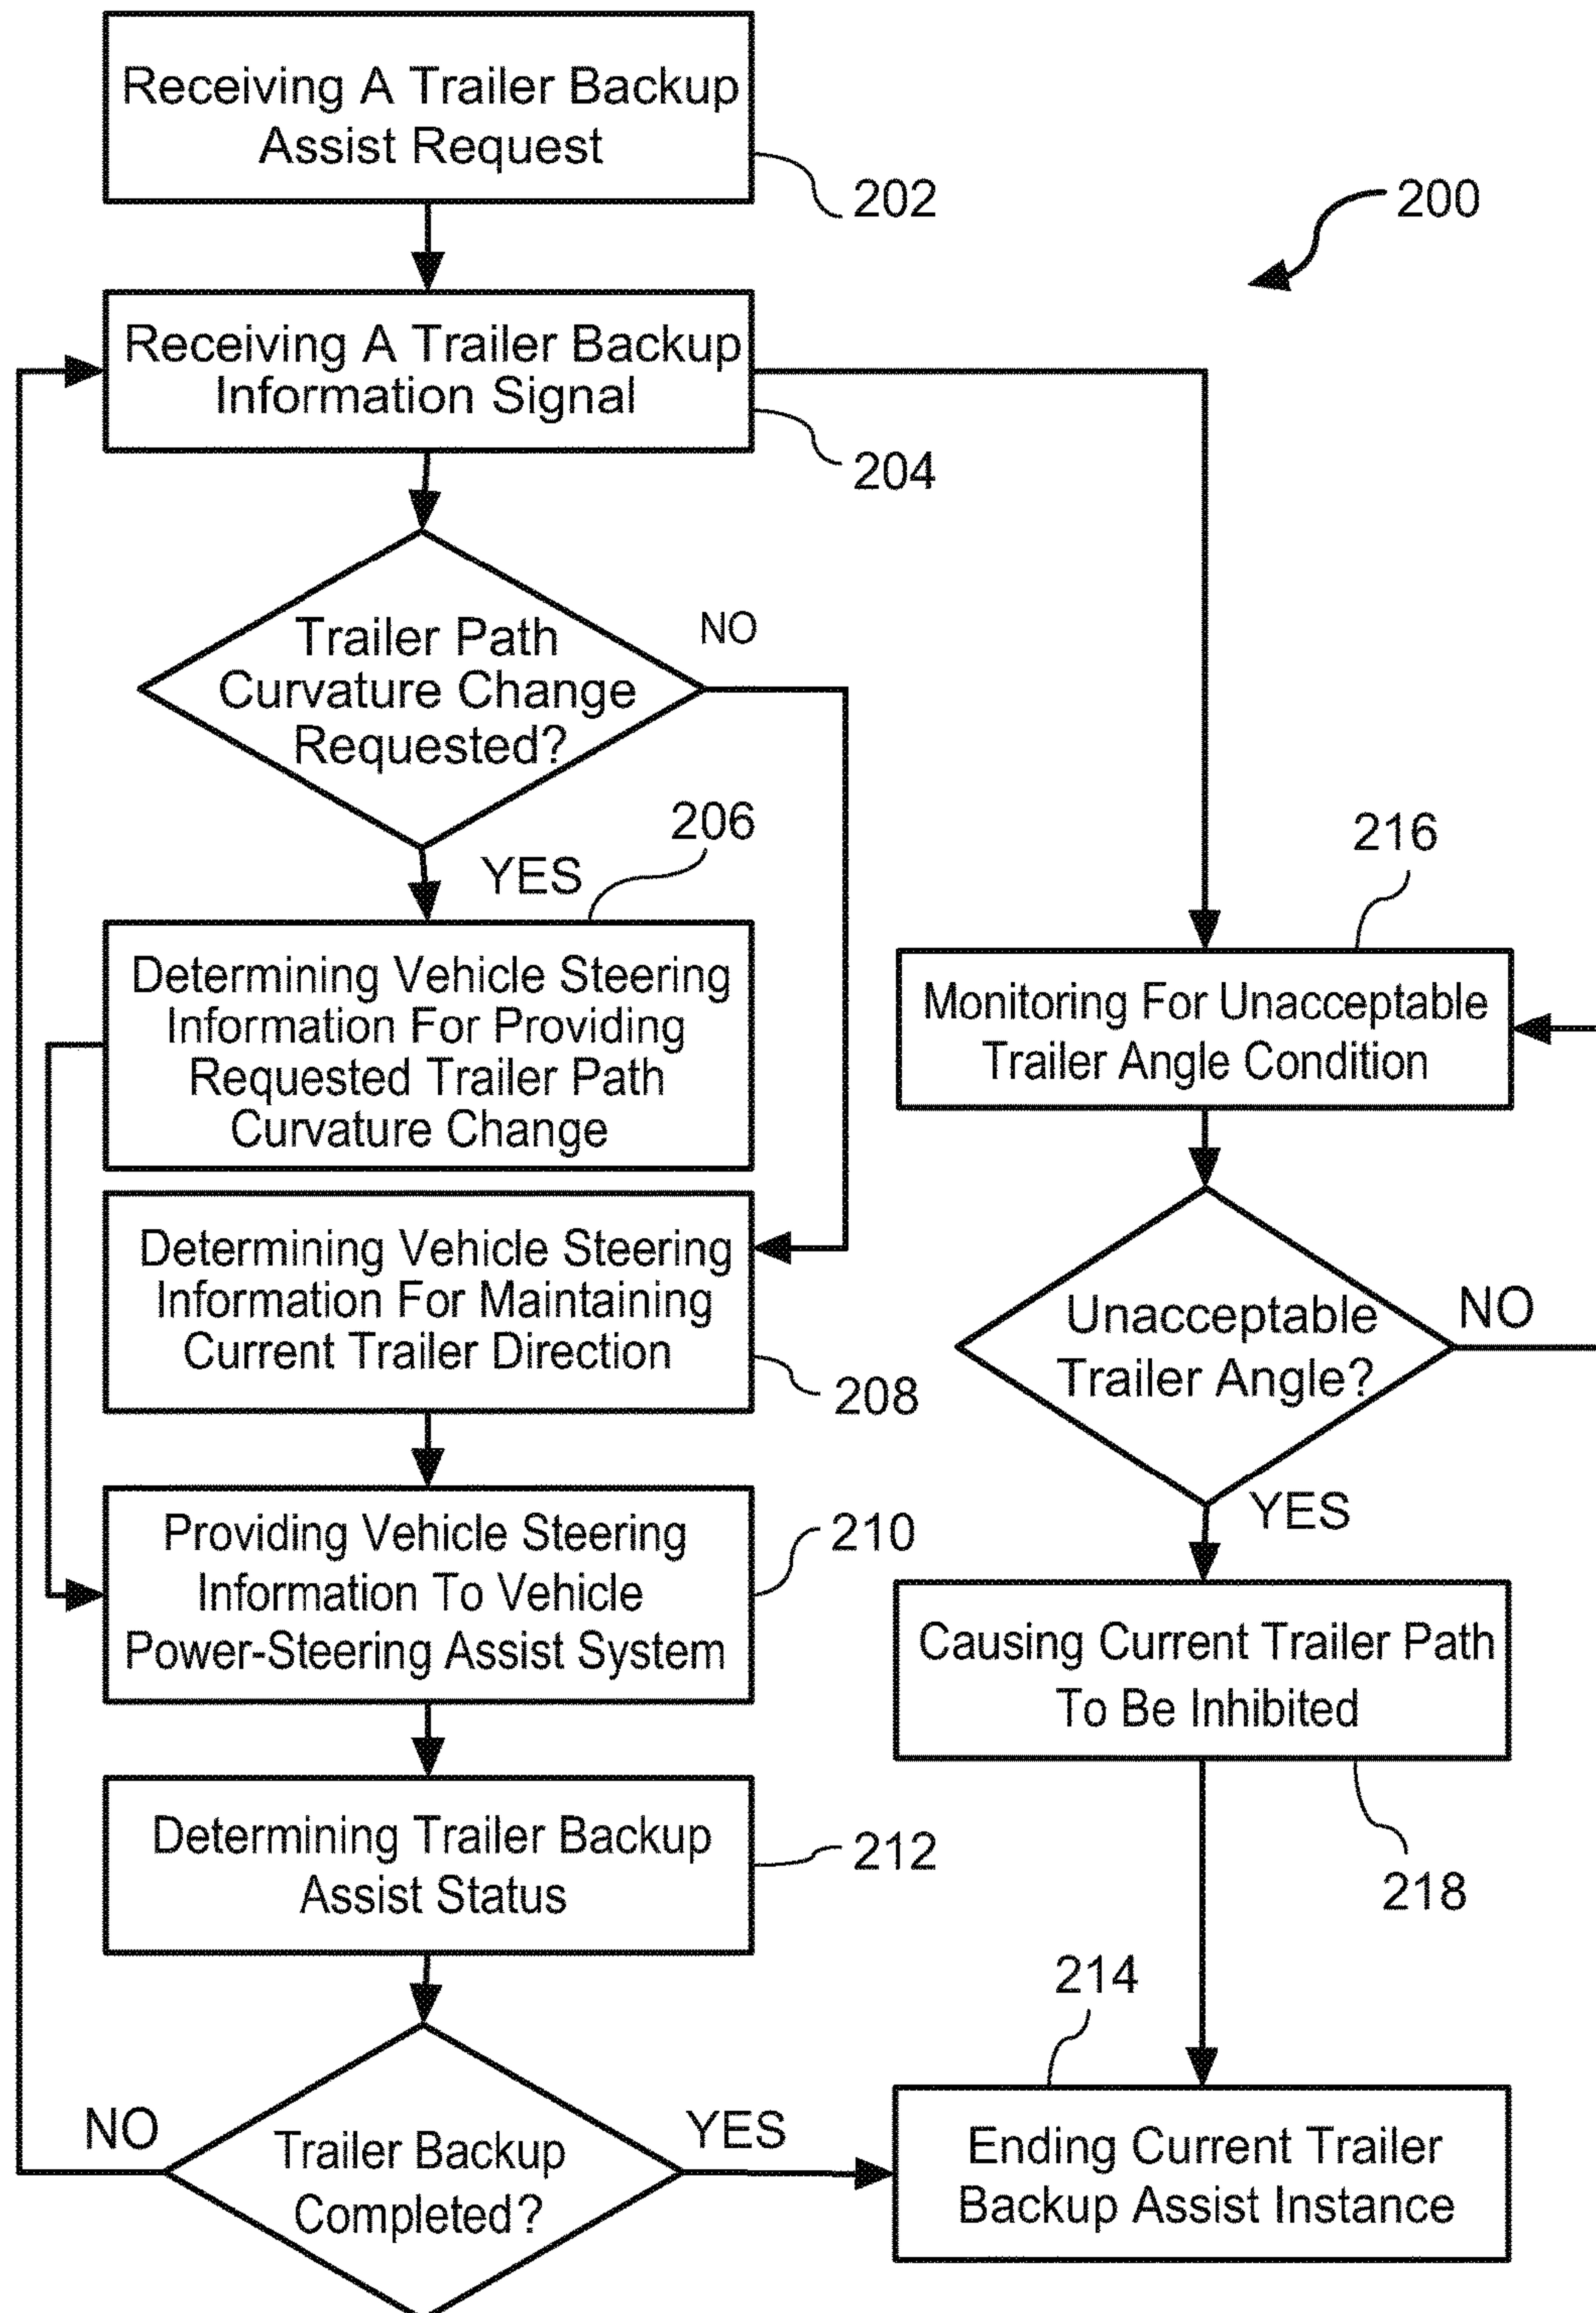 Receiving A Trailer Backup
Assist Request
202
200
Receiving A Trailer Backup
Information Signal
204
Trailer Path
Curvature Change
Requested?
NO
YES
206
Determining Vehicle Steering
Information For Providing
Requested Trailer Path
Curvature Change
Determining Vehicle Steering
Information For Maintaining
Current Trailer Direction
208
Providing Vehicle Steering
Information To Vehicle
Power-Steering Assist System
210
Determining Trailer Backup
Assist Status
212
Trailer Backup
Completed?
NO
YES
216
Monitoring For Unacceptable
Trailer Angle Condition
Unacceptable
Trailer Angle?
NO
YES
Causing Current Trailer Path
To Be Inhibited
218
214
Ending Current Trailer
Backup Assist Instance